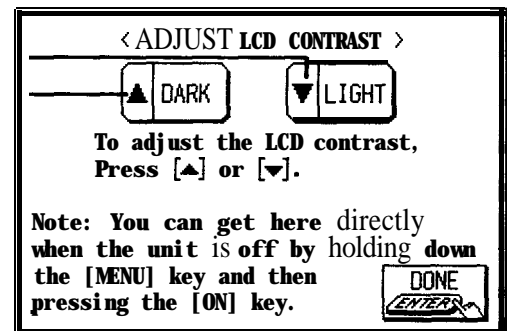 < ADJUST LCD CONTRAST >
▲ DARK ▼ LIGHT
To adjust the LCD contrast,
Press [▲] or [▼].
Note: You can get here directly
when the unit is off by holding down
the [MENU] key and then
pressing the [ON] key.
DONE
ENTER